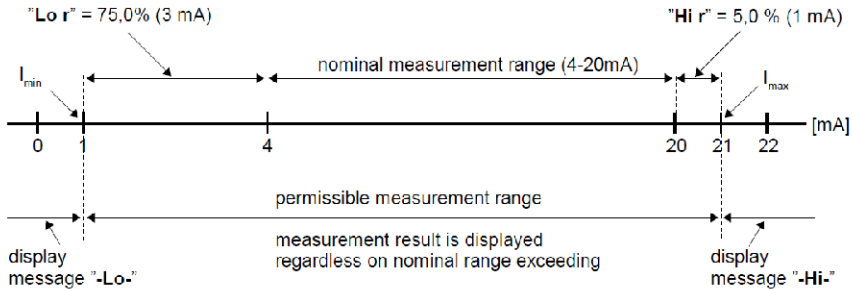 "Lo r" = 75,0% (3 mA)
"Hi r" = 5,0 % (1 mA)
nominal measurement range (4-20mA)
Imin
Imax
[mA]
0 1 4 20 21 22
permissible measurement range
measurement result is displayed
regardless on nominal range exceeding
display
message "-Lo-"
display
message "-Hi-"